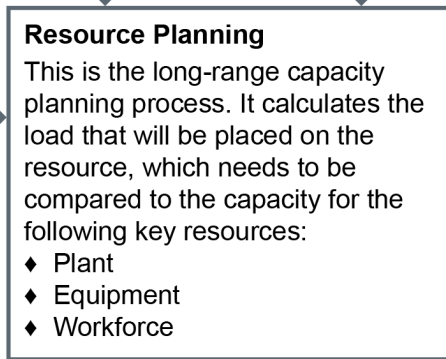 Resource Planning
This is the long-range capacity
planning process. It calculates the
load that will be placed on the
resource, which needs to be
compared to the capacity for the
following key resources:
♦ Plant
♦ Equipment
♦ Workforce